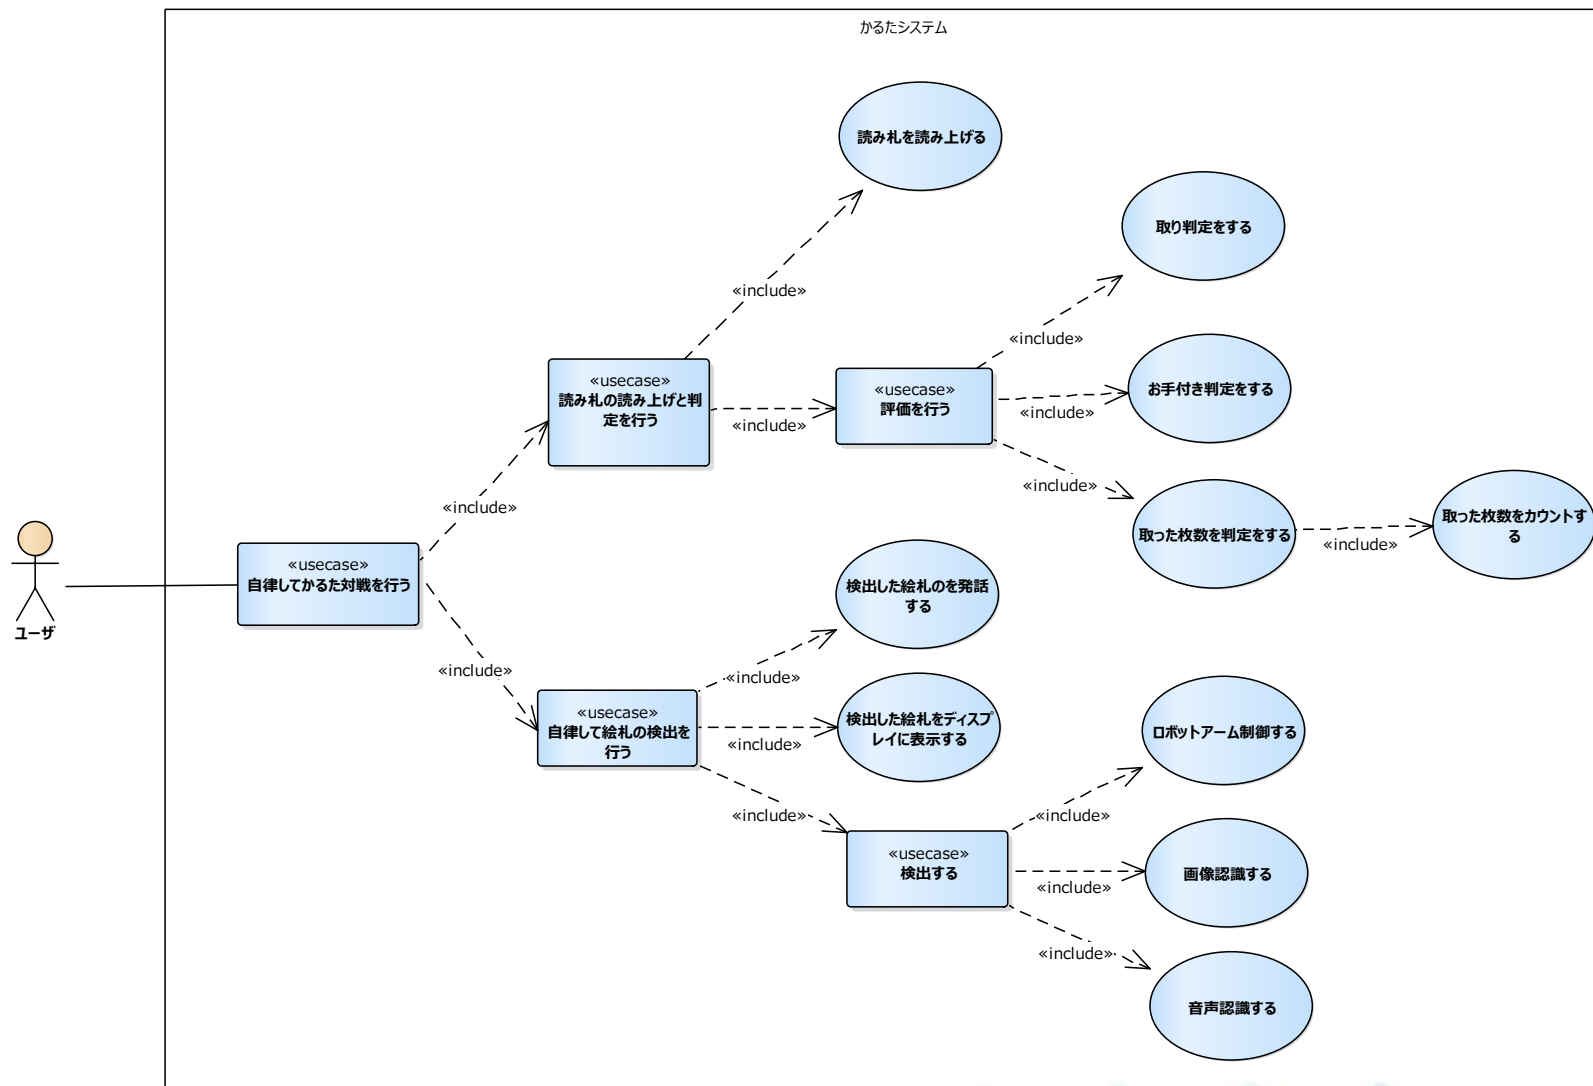 かるたシステム
読み札を読み上げる
取り判定をする
«include»
«include»
«usecase»
読み札の読み上げと判
定を行う
«usecase»
評価を行う
お手付き判定をする
«include»
«include»
«include»
«include»
取った枚数を判定をする
«include»
取った枚数をカウントす
る
ユーザ
«usecase»
自律してかるた対戦を行う
検出した絵札のを発話
する
«include»
«include»
«usecase»
自律して絵札の検出を
行う
検出した絵札をディスプ
レイに表示する
«include»
ロボットアーム制御する
«include»
«include»
«usecase»
検出する
画像認識する
«include»
«include»
音声認識する